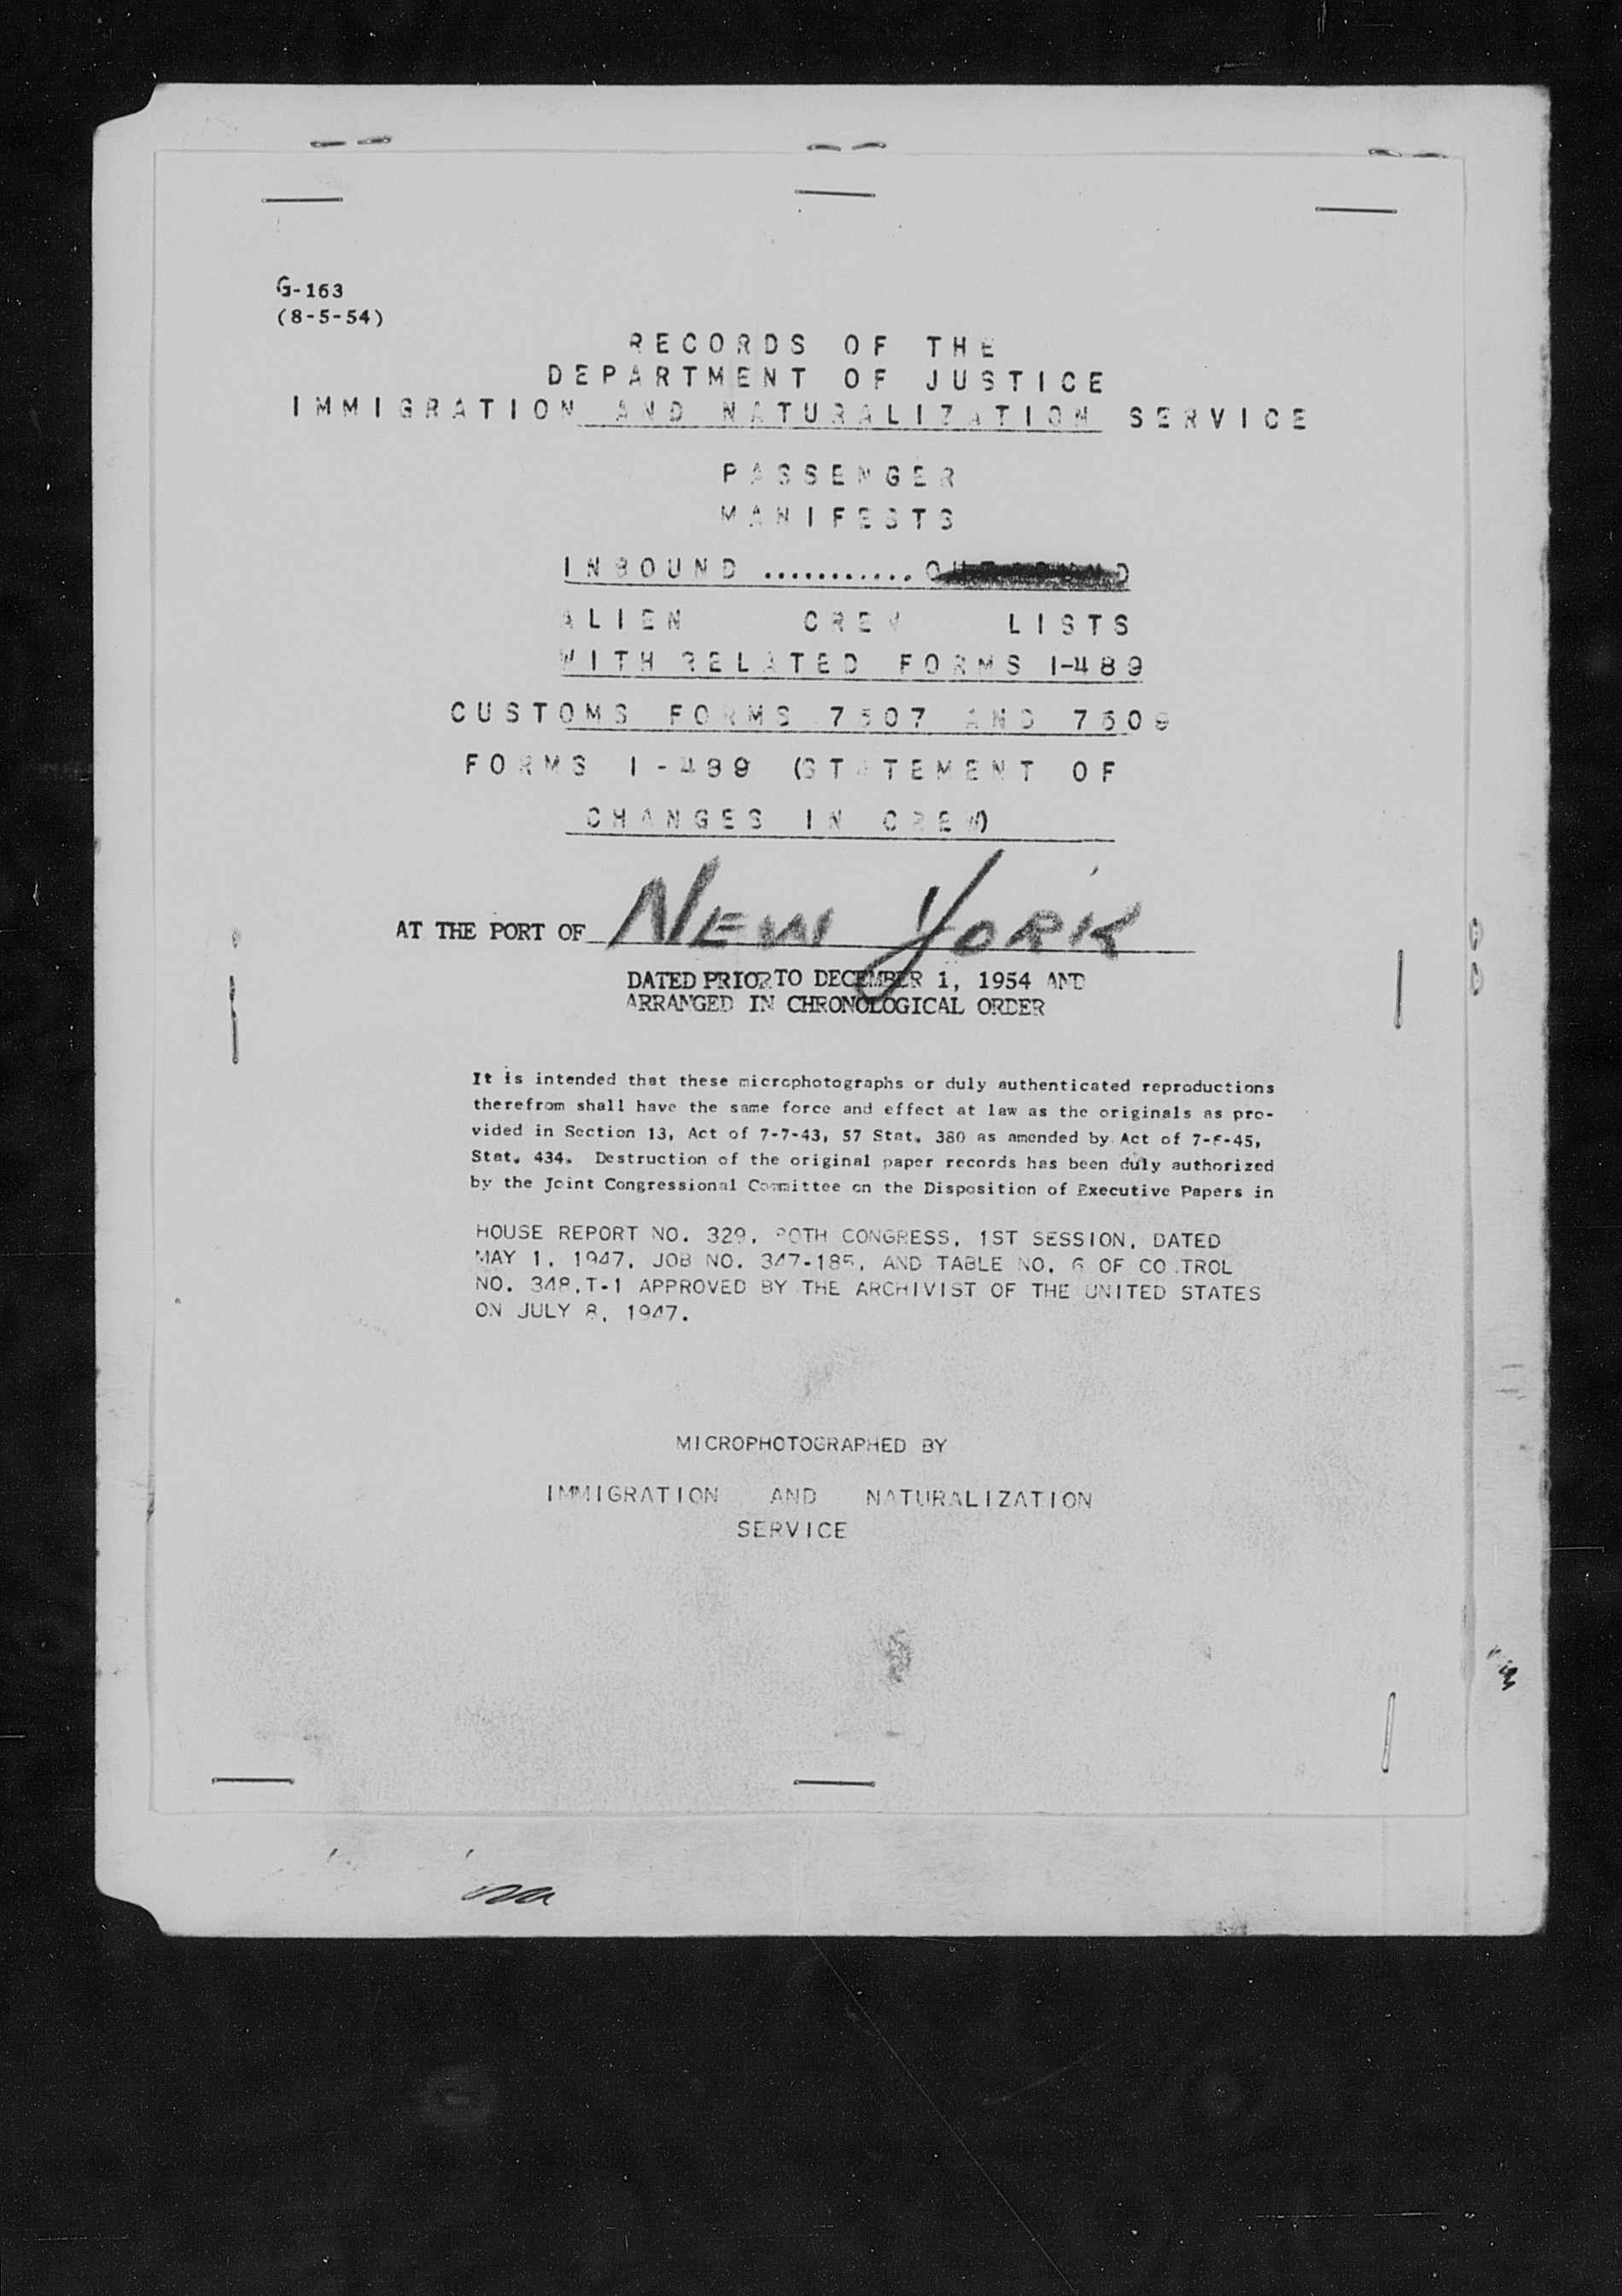 G-163
(8-5-54)
RECORDS OF THE
DEPARTMENT OF JUSTICE
IMMIGRATION AND NATURALIZATION SERVICE
PASSENGER
MANIFESTS
INBOUND ...........OUTBOUND
ALIEN CREW LISTS
WITH RELATED FORMS I-489
CUSTOMS FORMS 7507 AND 7509
FORMS I-489 (STATEMENT OF
CHANGES IN CREW)
AT THE PORT OF NEW YORK
DATED PRIOR TO DECEMBER 1, 1954 AND
ARRANGED IN CHRONOLOGICAL ORDER
It is intended that these microphotographs or duly authenticated reproductions
therefrom shall have the same force and effect at law as the originals as pro-
vided in Section 13, Act of 7-7-43, 57 Stat. 380 as amended by Act of 7-6-45,
Stat. 434. Destruction of the original paper records has been duly authorized
by the Joint Congressional Committee on the Disposition of Executive Papers in
HOUSE REPORT NO. 329, 80TH CONGRESS, 1ST SESSION, DATED
MAY 1, 1947, JOB NO. 347-185, AND TABLE NO. 6 OF CO TROL
NO. 348.T-1 APPROVED BY THE ARCHIVIST OF THE UNITED STATES
ON JULY 8, 1947.
MICROPHOTOGRAPHED BY
IMMIGRATION AND NATURALIZATION
SERVICE